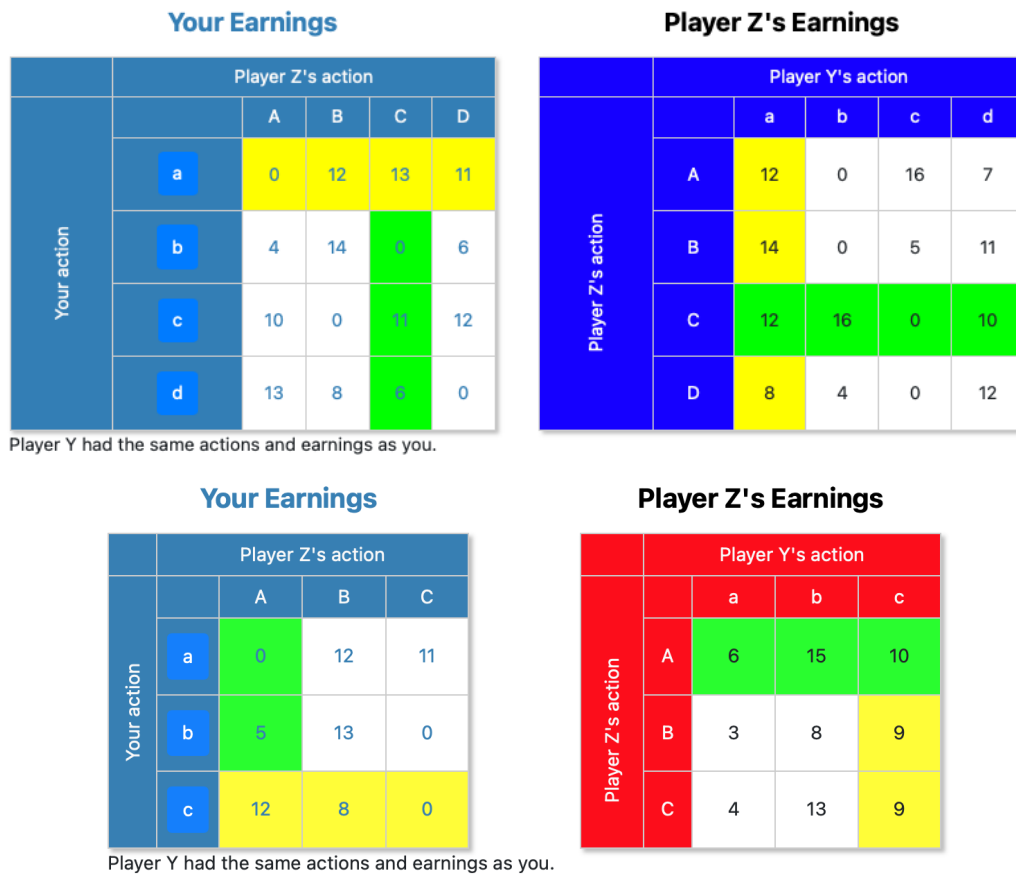 Your Earnings
Player Z's Earnings
Player Z's action
A B C D
Your action
a 0 12 13 11
b 4 14 0 6
c 10 0 11 12
d 13 8 6 0
Player Y's action
a b c d
Player Z's action
A 12 0 16 7
B 14 0 5 11
C 12 16 0 10
D 8 4 0 12
Player Y had the same actions and earnings as you.
Your Earnings
Player Z's Earnings
Player Z's action
A B C
Your action
a 0 12 11
b 5 13 0
c 12 8 0
Player Y's action
a b c
Player Z's action
A 6 15 10
B 3 8 9
C 4 13 9
Player Y had the same actions and earnings as you.